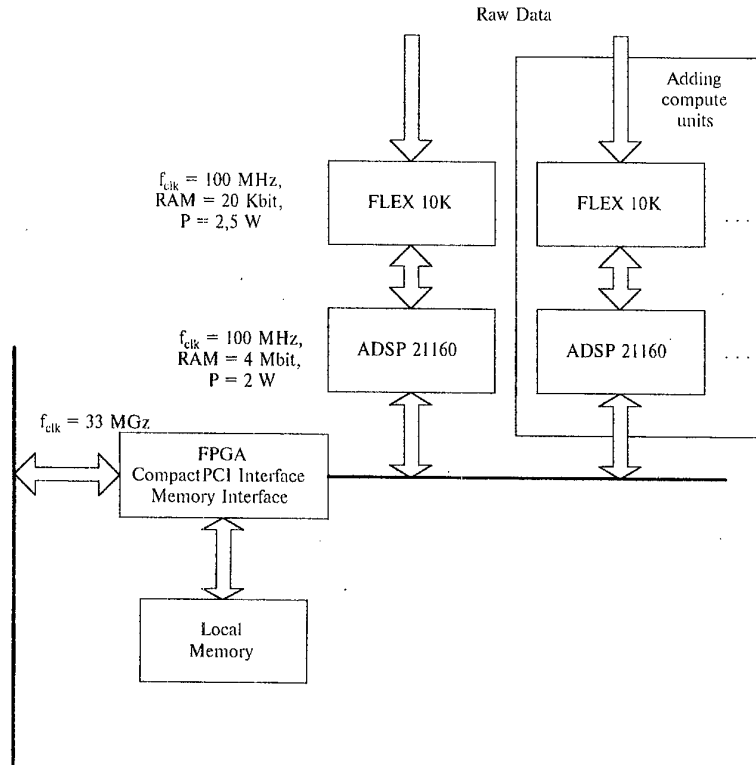 Raw Data
Adding
compute
units
f_clk = 100 MHz,
RAM = 20 Kbit,
P = 2,5 W
FLEX 10K
FLEX 10K
. . .
f_clk = 100 MHz,
RAM = 4 Mbit,
P = 2 W
ADSP 21160
ADSP 21160
. . .
f_clk = 33 MGz
FPGA
CompactPCI Interface
Memory Interface
Local
Memory